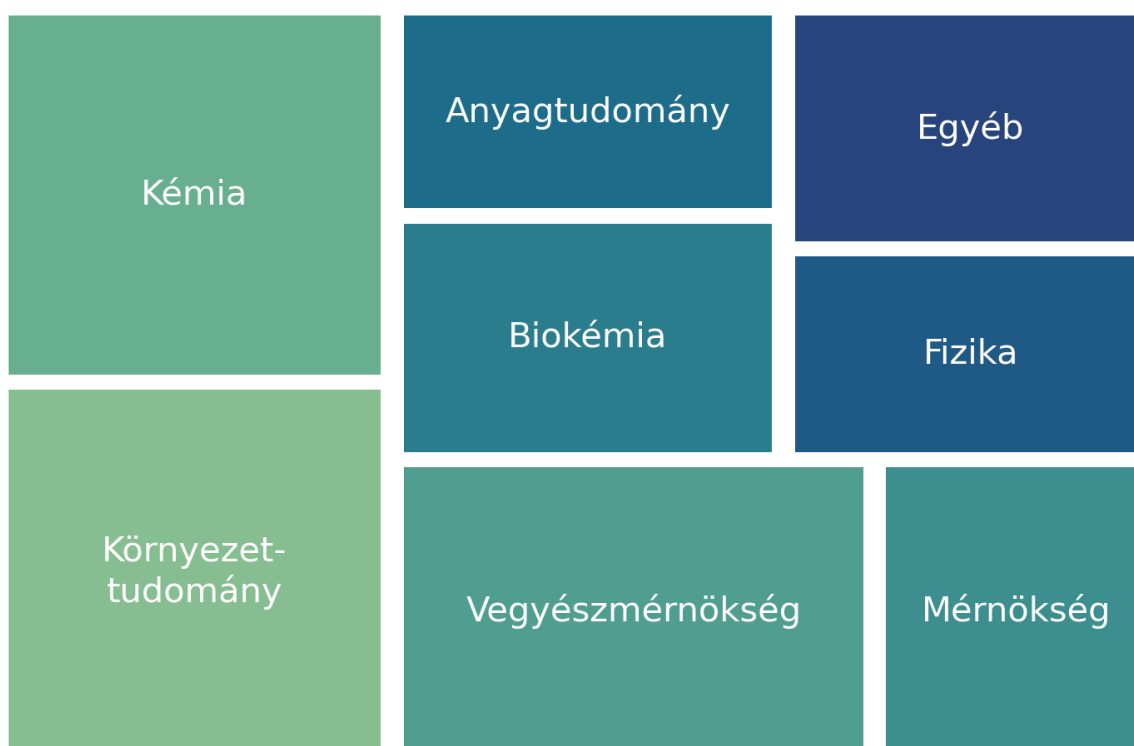 Kémia
Környezet-
tudomány
Anyagtudomány
Biokémia
Vegyészmérnökség
Egyéb
Fizika
Mérnökség